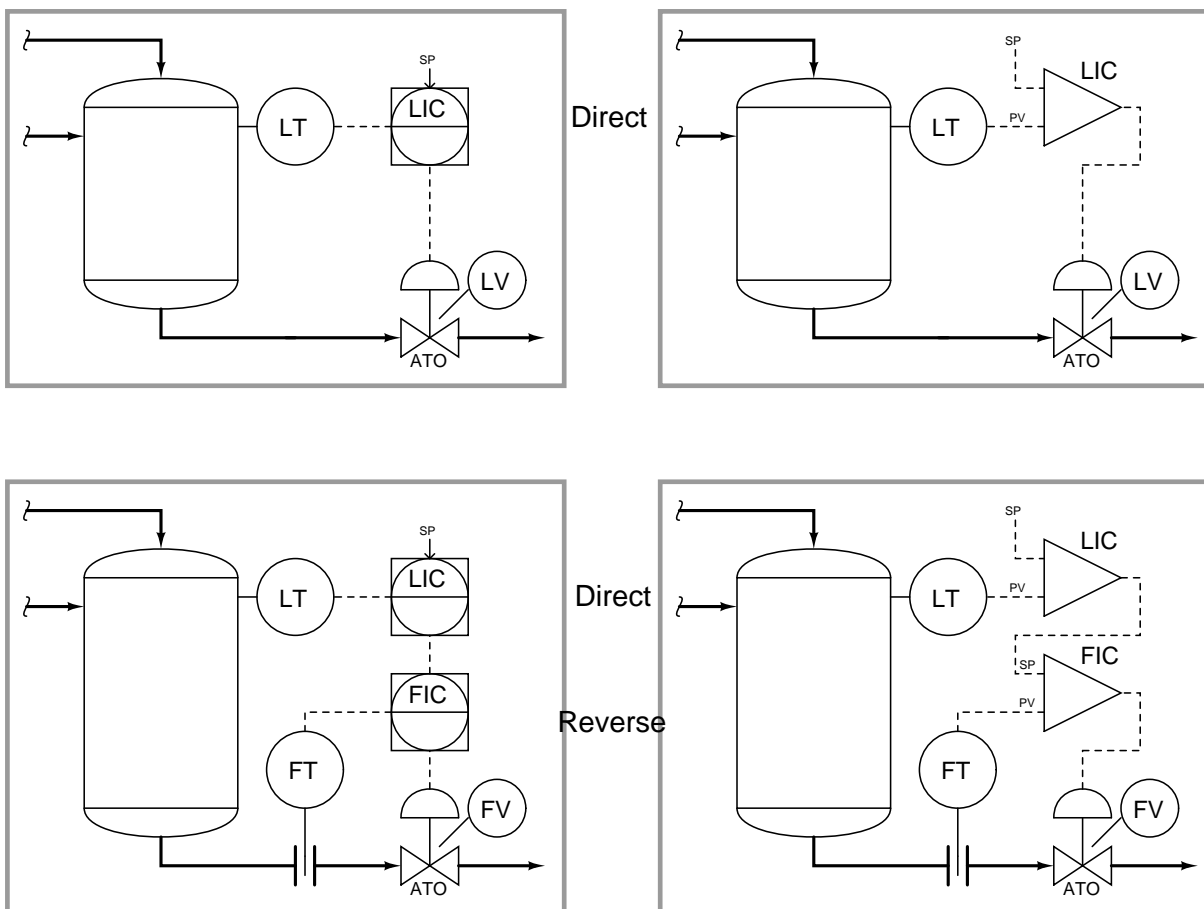 SP
LIC
LT
LV
ATO
Direct
SP
LIC
PV
LT
LV
ATO
SP
LIC
LT
FIC
FT
FV
ATO
Direct
Reverse
SP
LIC
PV
LT
SP
FIC
PV
FT
FV
ATO